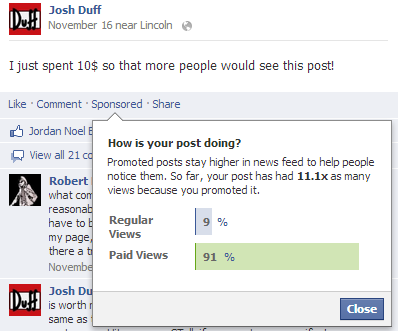 Duff
Josh Duff
November 16 near Lincoln
I just spent 10$ so that more people would see this post!
Like · Comment · Sponsored · Share
Jordan Noel
View all 21
How is your post doing?
Promoted posts stay higher in news feed to help people
notice them. So far, your post has had 11.1x as many
views because you promoted it.
Regular
Views
9 %
Paid Views
91 %
Close
Robert
what
reasonab
have to b
my page,
there a
November
Duff
Josh Du
is worth
same as